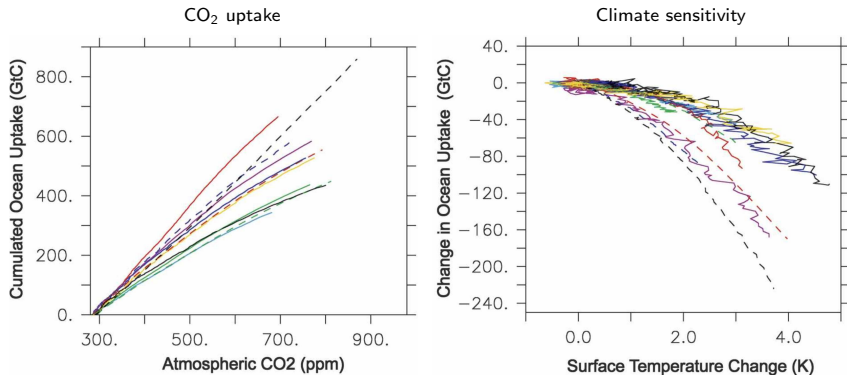 CO₂ uptake
Cumulated Ocean Uptake (GtC)
800.
600.
400.
200.
0.
300. 500. 700. 900.
Atmospheric CO2 (ppm)
Climate sensitivity
Change in Ocean Uptake (GtC)
40.
0.
−40.
−80.
−120.
−160.
−200.
−240.
0.0 2.0 4.0
Surface Temperature Change (K)